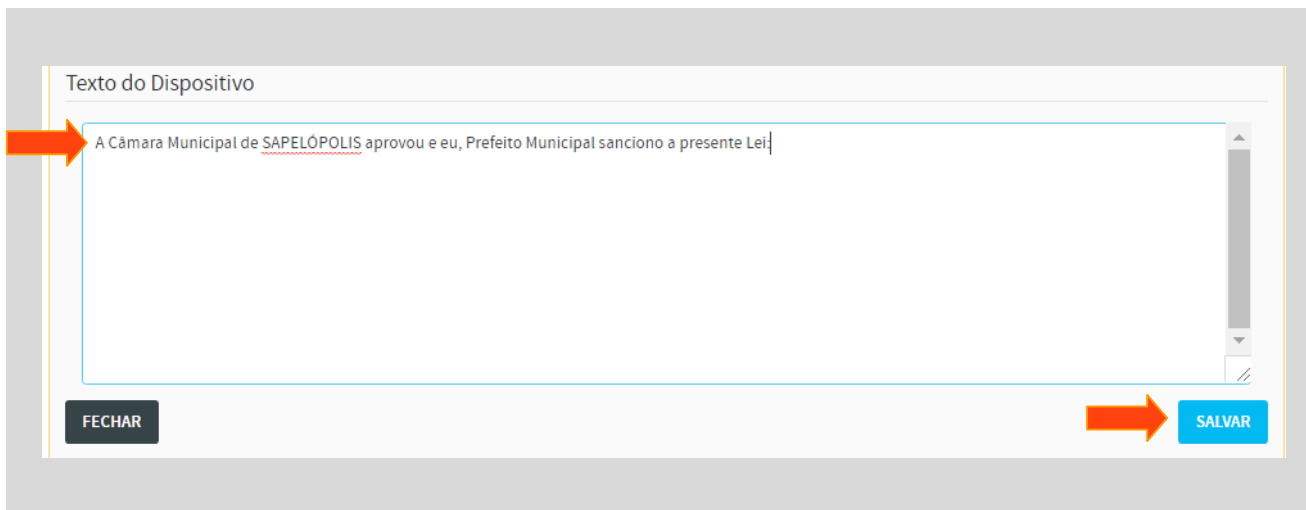 Texto do Dispositivo
A Câmara Municipal de SAPELÓPOLIS aprovou e eu, Prefeito Municipal sanciono a presente Lei:
FECHAR
SALVAR